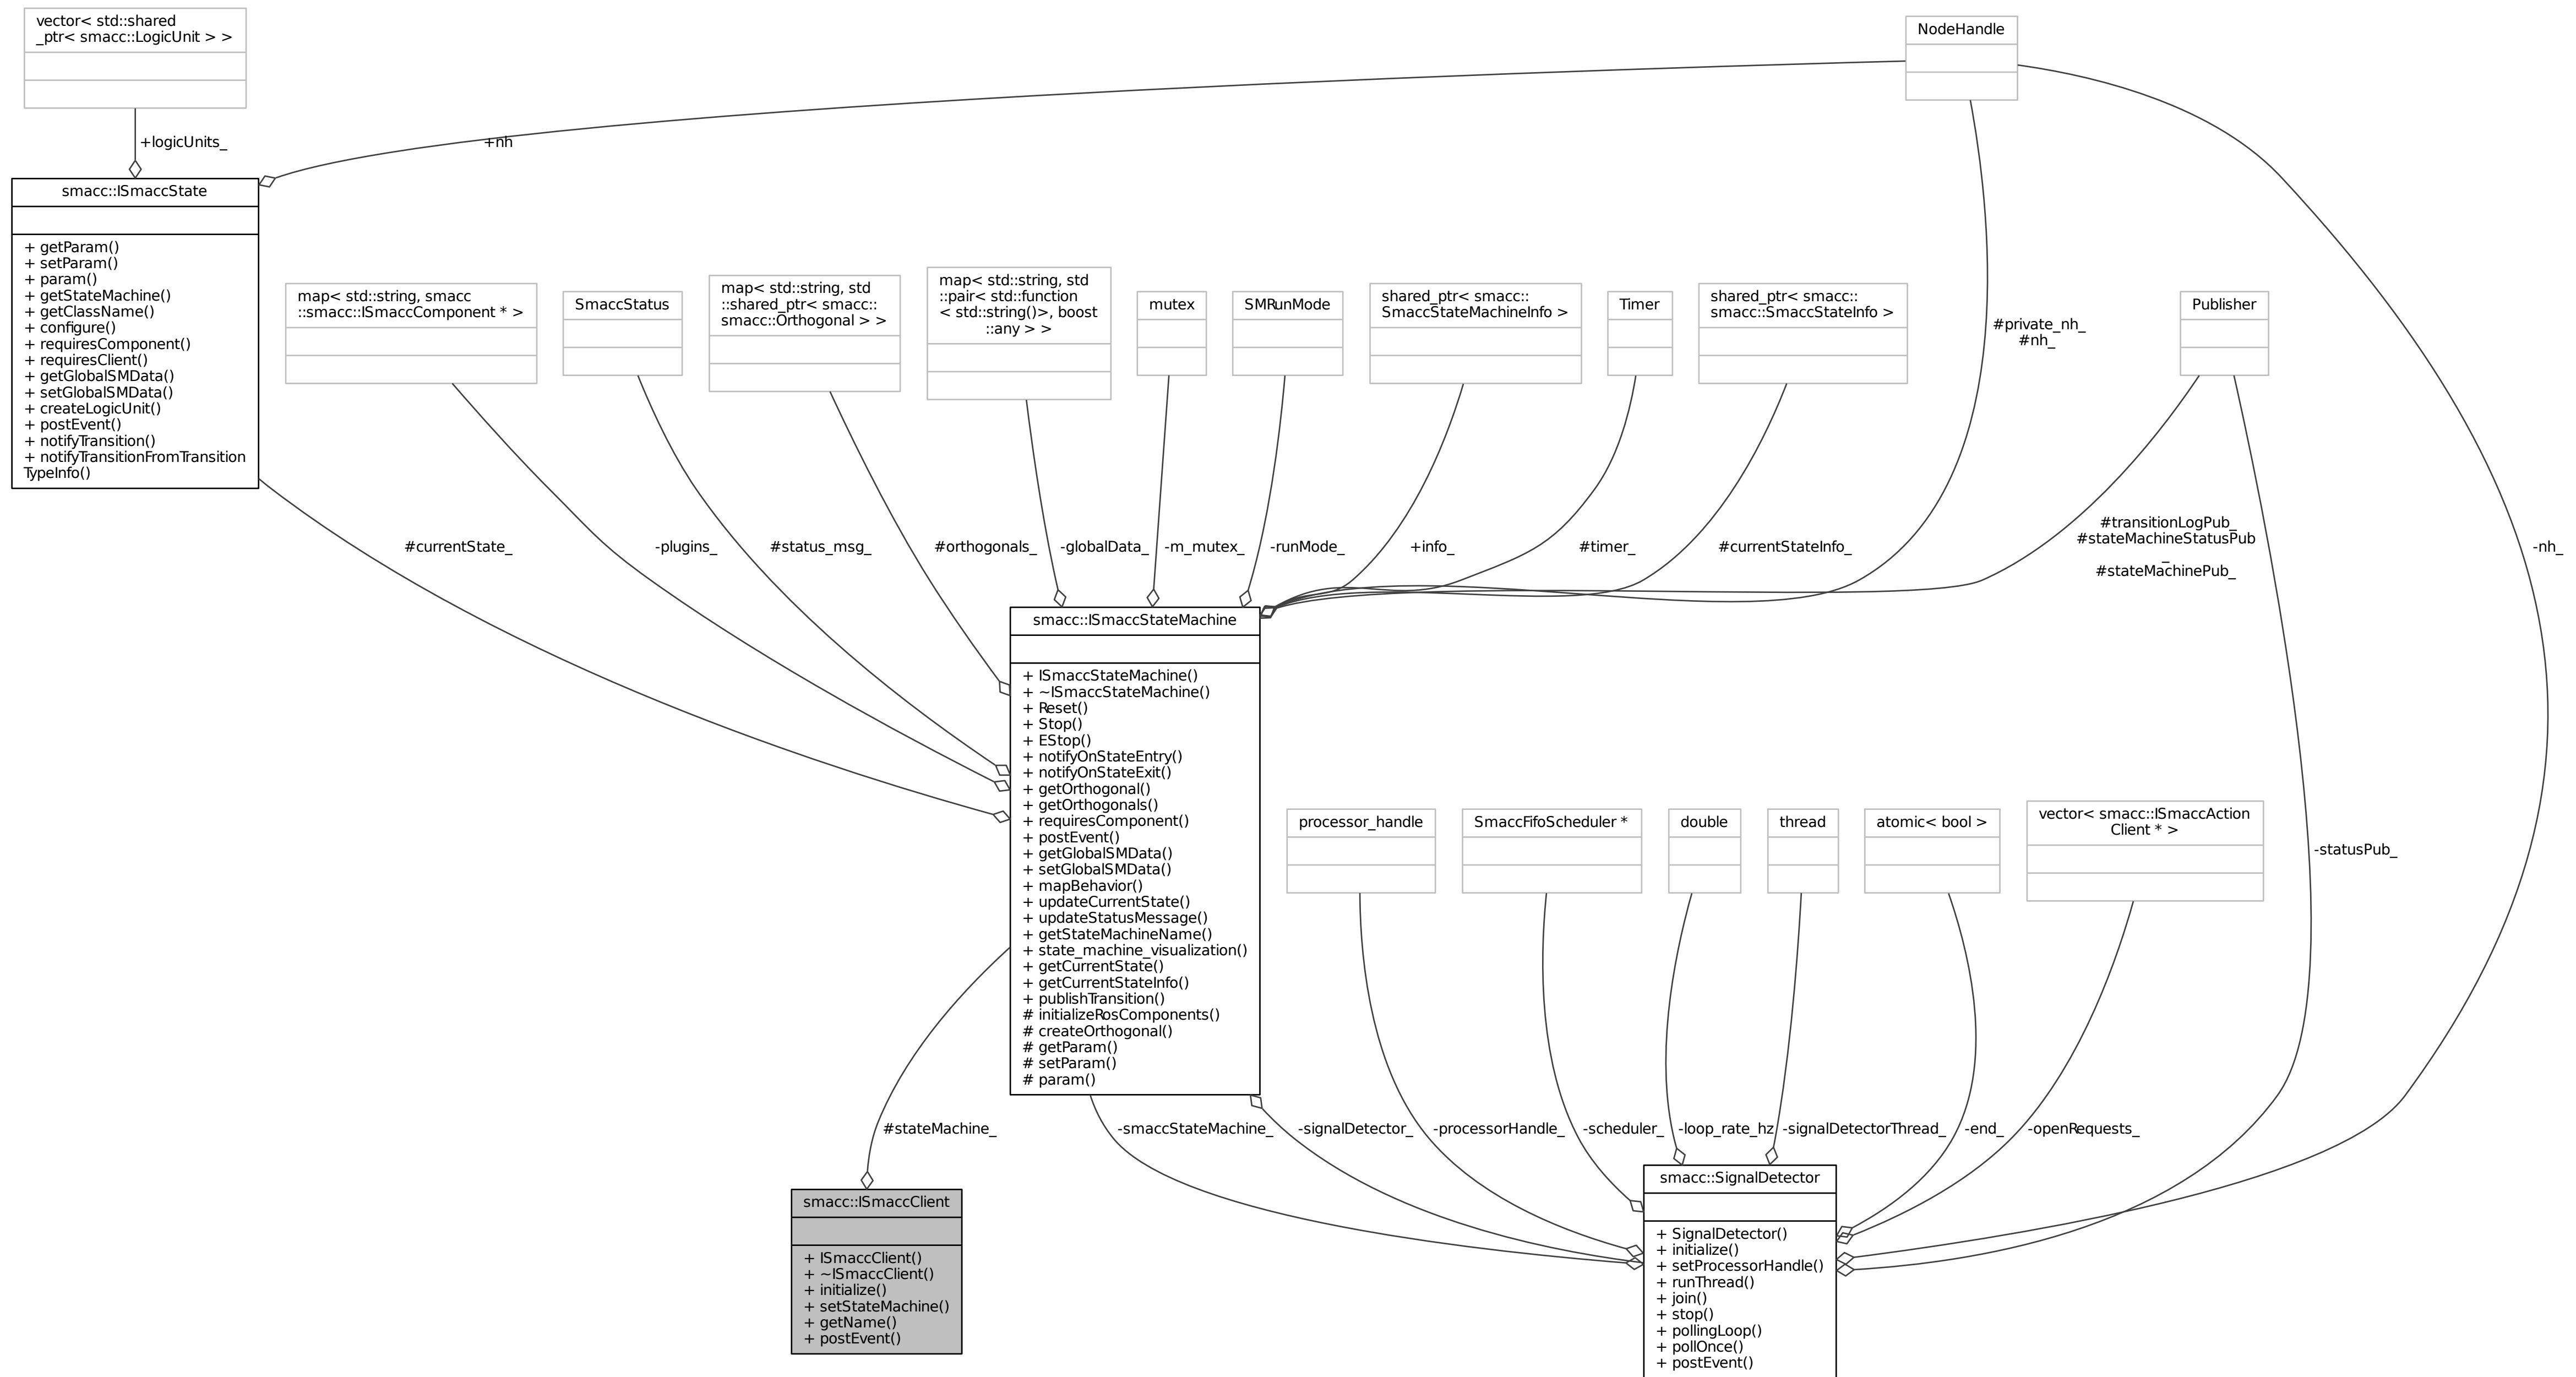 vector< std::shared
_ptr< smacc::LogicUnit > >
NodeHandle
+logicUnits_
+nh
smacc::ISmaccState
+ getParam()
+ setParam()
+ param()
+ getStateMachine()
+ getClassName()
+ configure()
+ requiresComponent()
+ requiresClient()
+ getGlobalSMData()
+ setGlobalSMData()
+ createLogicUnit()
+ postEvent()
+ notifyTransition()
+ notifyTransitionFromTransition
TypeInfo()
map< std::string, smacc
::smacc::ISmaccComponent * >
SmaccStatus
map< std::string, std
::shared_ptr< smacc::
smacc::Orthogonal > >
map< std::string, std
::pair< std::function
< std::string()>, boost
::any > >
mutex
SMRunMode
shared_ptr< smacc::
SmaccStateMachineInfo >
Timer
shared_ptr< smacc::
smacc::SmaccStateInfo >
#private_nh_
#nh_
Publisher
#currentState_
-plugins_
#status_msg_
#orthogonals_
-globalData_
-m_mutex_
-runMode_
+info_
#timer_
#currentStateInfo_
#transitionLogPub_
#stateMachineStatusPub
_
#stateMachinePub_
-nh_
smacc::ISmaccStateMachine
+ ISmaccStateMachine()
+ ~ISmaccStateMachine()
+ Reset()
+ Stop()
+ EStop()
+ notifyOnStateEntry()
+ notifyOnStateExit()
+ getOrthogonal()
+ getOrthogonals()
+ requiresComponent()
+ postEvent()
+ getGlobalSMData()
+ setGlobalSMData()
+ mapBehavior()
+ updateCurrentState()
+ updateStatusMessage()
+ getStateMachineName()
+ state_machine_visualization()
+ getCurrentState()
+ getCurrentStateInfo()
+ publishTransition()
# initializeRosComponents()
# createOrthogonal()
# getParam()
# setParam()
# param()
processor_handle
SmaccFifoScheduler *
double
thread
atomic< bool >
vector< smacc::ISmaccAction
Client * >
-statusPub_
#stateMachine_
-smaccStateMachine_
-signalDetector_
-processorHandle_
-scheduler_
-loop_rate_hz
-signalDetectorThread_
-end_
-openRequests_
smacc::ISmaccClient
+ ISmaccClient()
+ ~ISmaccClient()
+ initialize()
+ setStateMachine()
+ getName()
+ postEvent()
smacc::SignalDetector
+ SignalDetector()
+ initialize()
+ setProcessorHandle()
+ runThread()
+ join()
+ stop()
+ pollingLoop()
+ pollOnce()
+ postEvent()